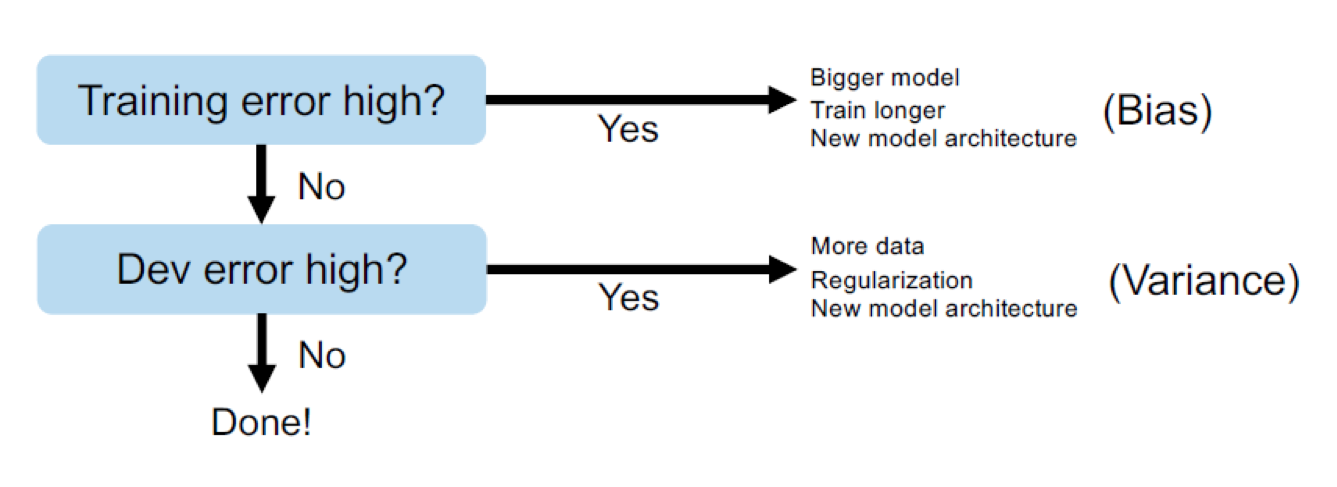 Training error high?
Yes
Bigger model
Train longer
New model architecture
(Bias)
No
Dev error high?
Yes
More data
Regularization
New model architecture
(Variance)
No
Done!